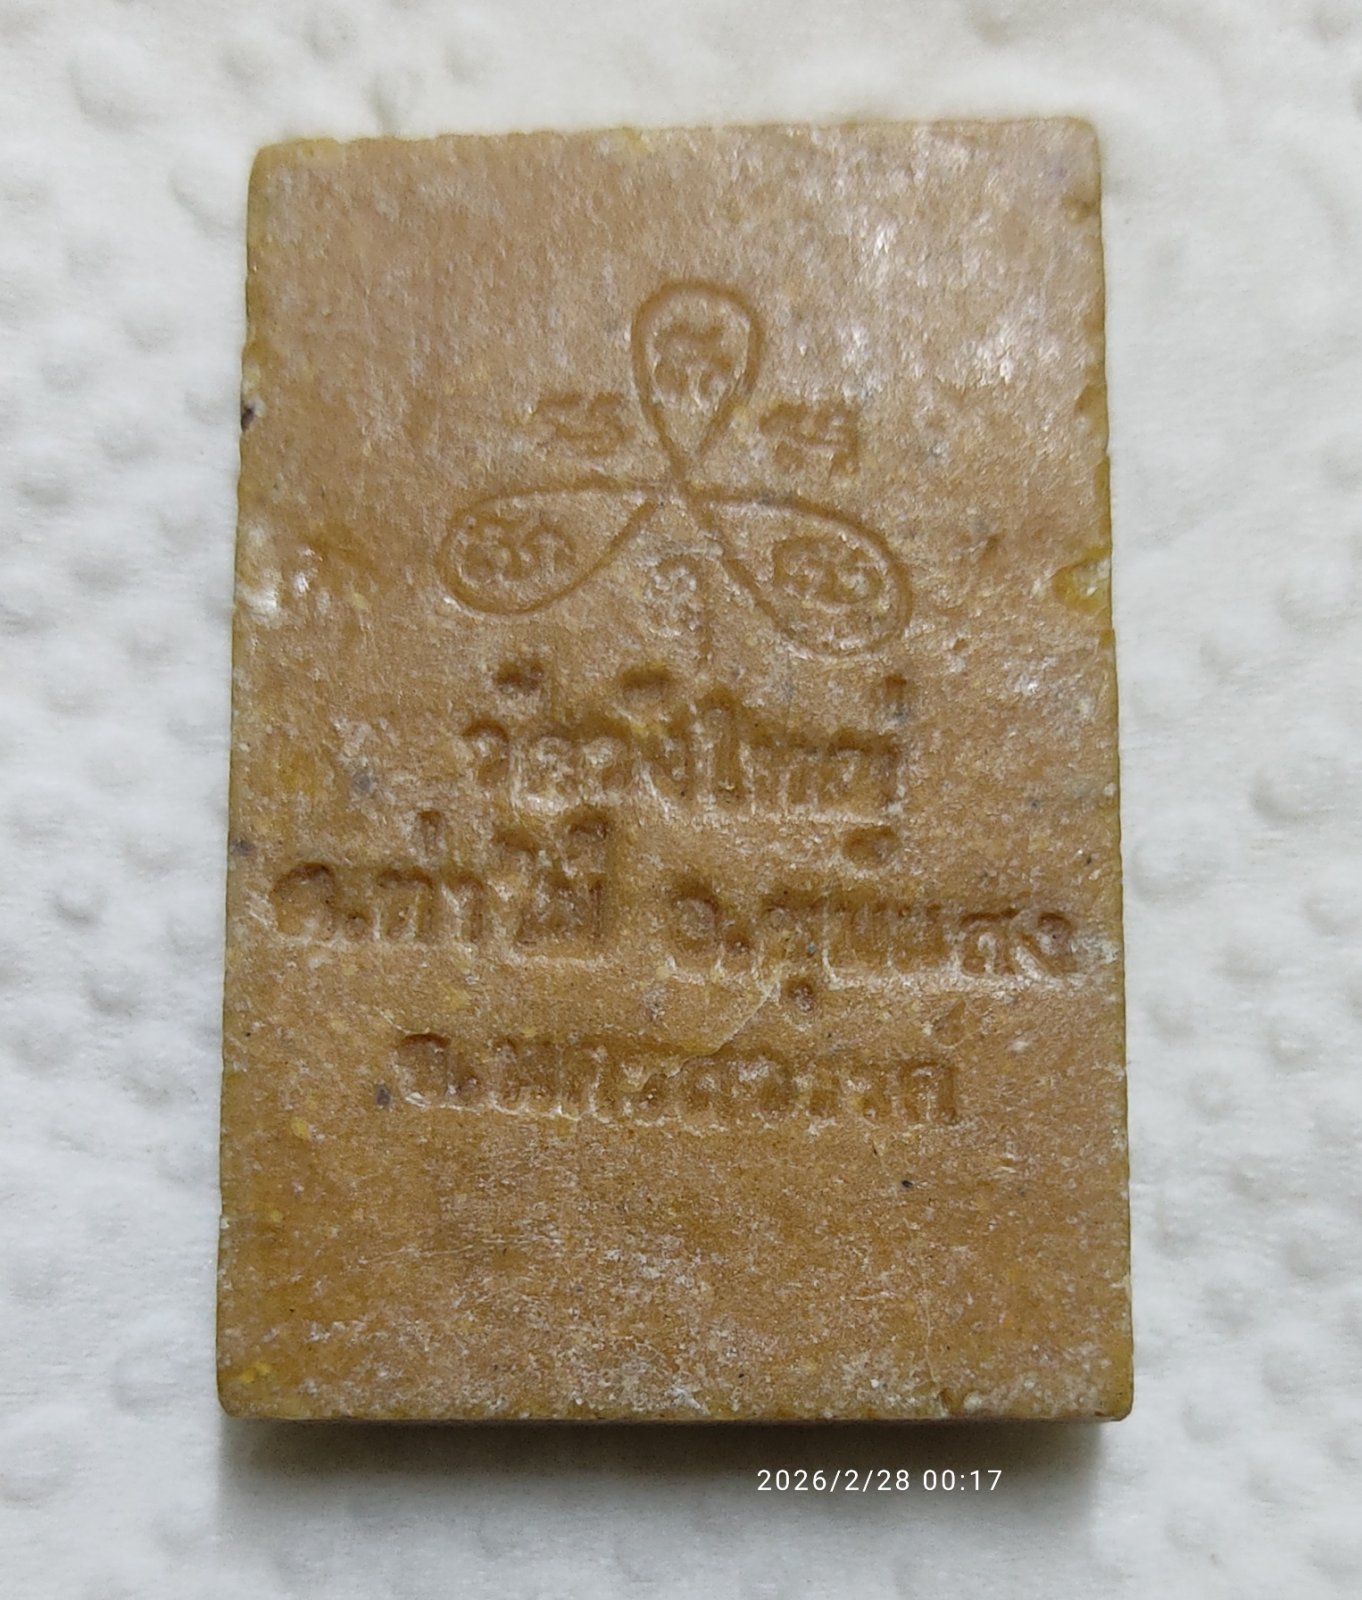 วัดวังใหญ่
ต.ท่าไม้ อ.ชุมแสง
จ.นครสวรรค์
2026/2/28 00:17